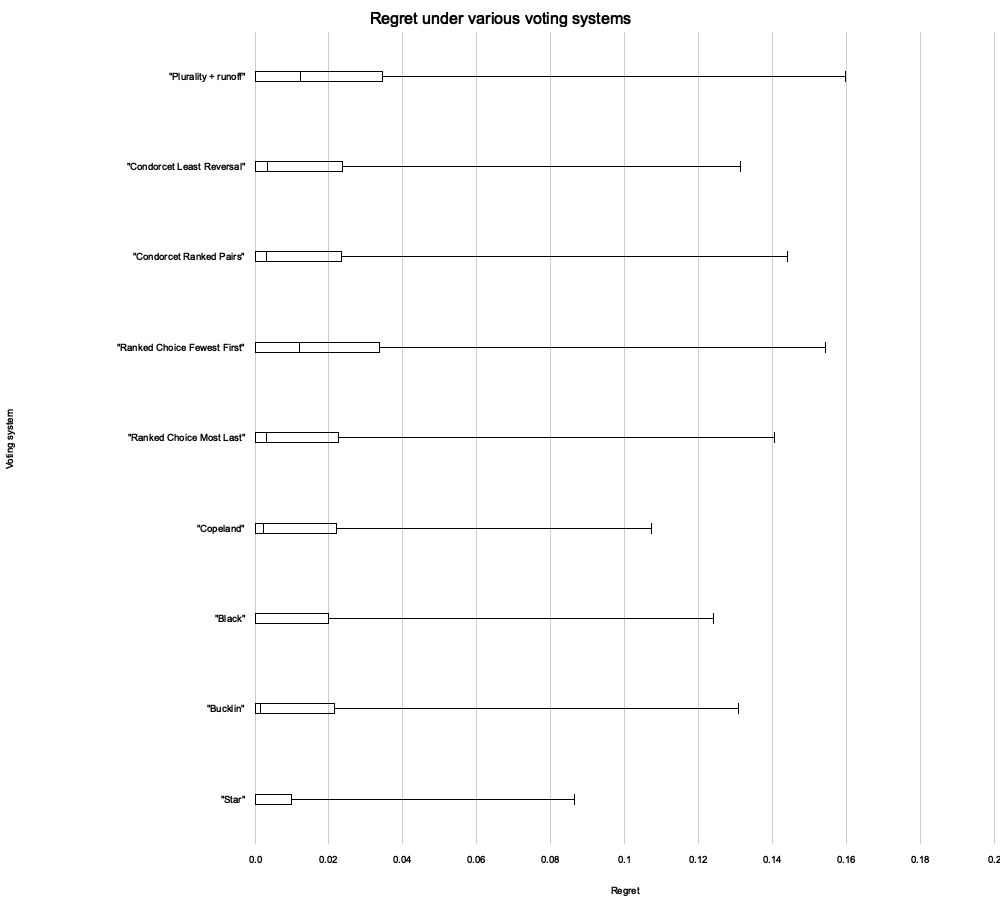 Regret under various voting systems
"Plurality + runoff"
"Condorcet Least Reversal"
"Condorcet Ranked Pairs"
"Ranked Choice Fewest First"
"Ranked Choice Most Last"
"Copeland"
"Black"
"Bucklin"
"Star"
Voting system
0.0 0.02 0.04 0.06 0.08 0.1 0.12 0.14 0.16 0.18 0.2
Regret